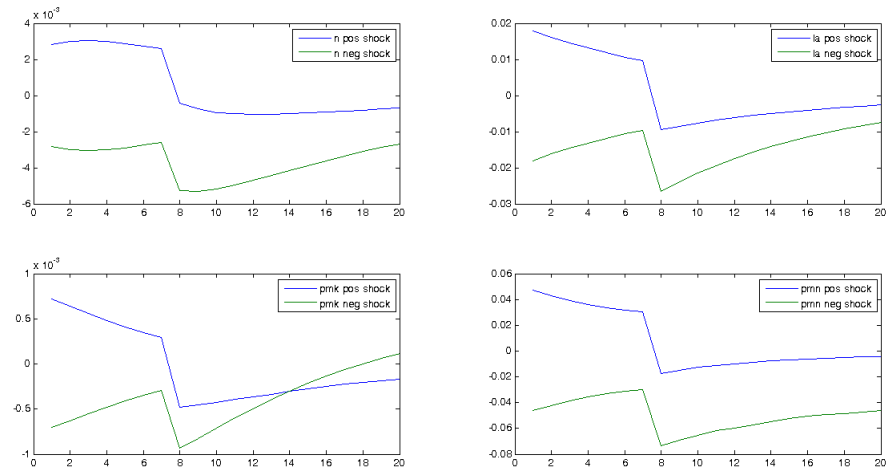 x 10⁻³
4
2
0
-2
-4
-6
0 2 4 6 8 10 12 14 16 18 20
n pos shock
n neg shock
0.02
0.01
0
-0.01
-0.02
-0.03
0 2 4 6 8 10 12 14 16 18 20
la pos shock
la neg shock
x 10⁻³
1
0.5
0
-0.5
-1
0 2 4 6 8 10 12 14 16 18 20
pmk pos shock
pmk neg shock
0.06
0.04
0.02
0
-0.02
-0.04
-0.06
-0.08
0 2 4 6 8 10 12 14 16 18 20
pmn pos shock
pmn neg shock